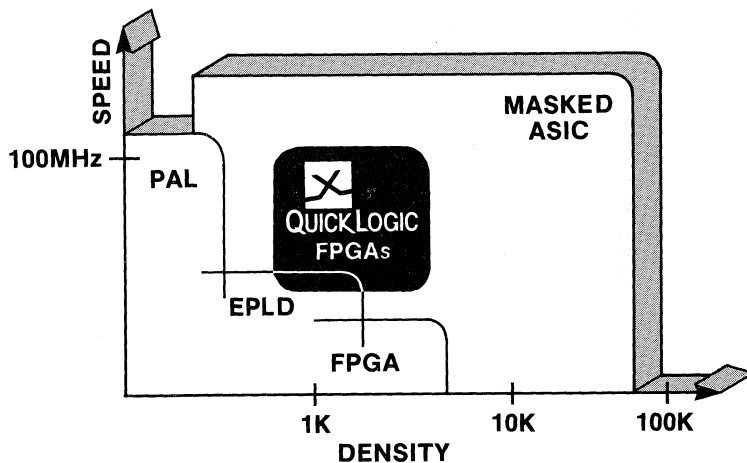 SPEED
MASKED
ASIC
100MHz
PAL
QUICKLOGIC
FPGAs
EPLD
FPGA
1K
10K
100K
DENSITY